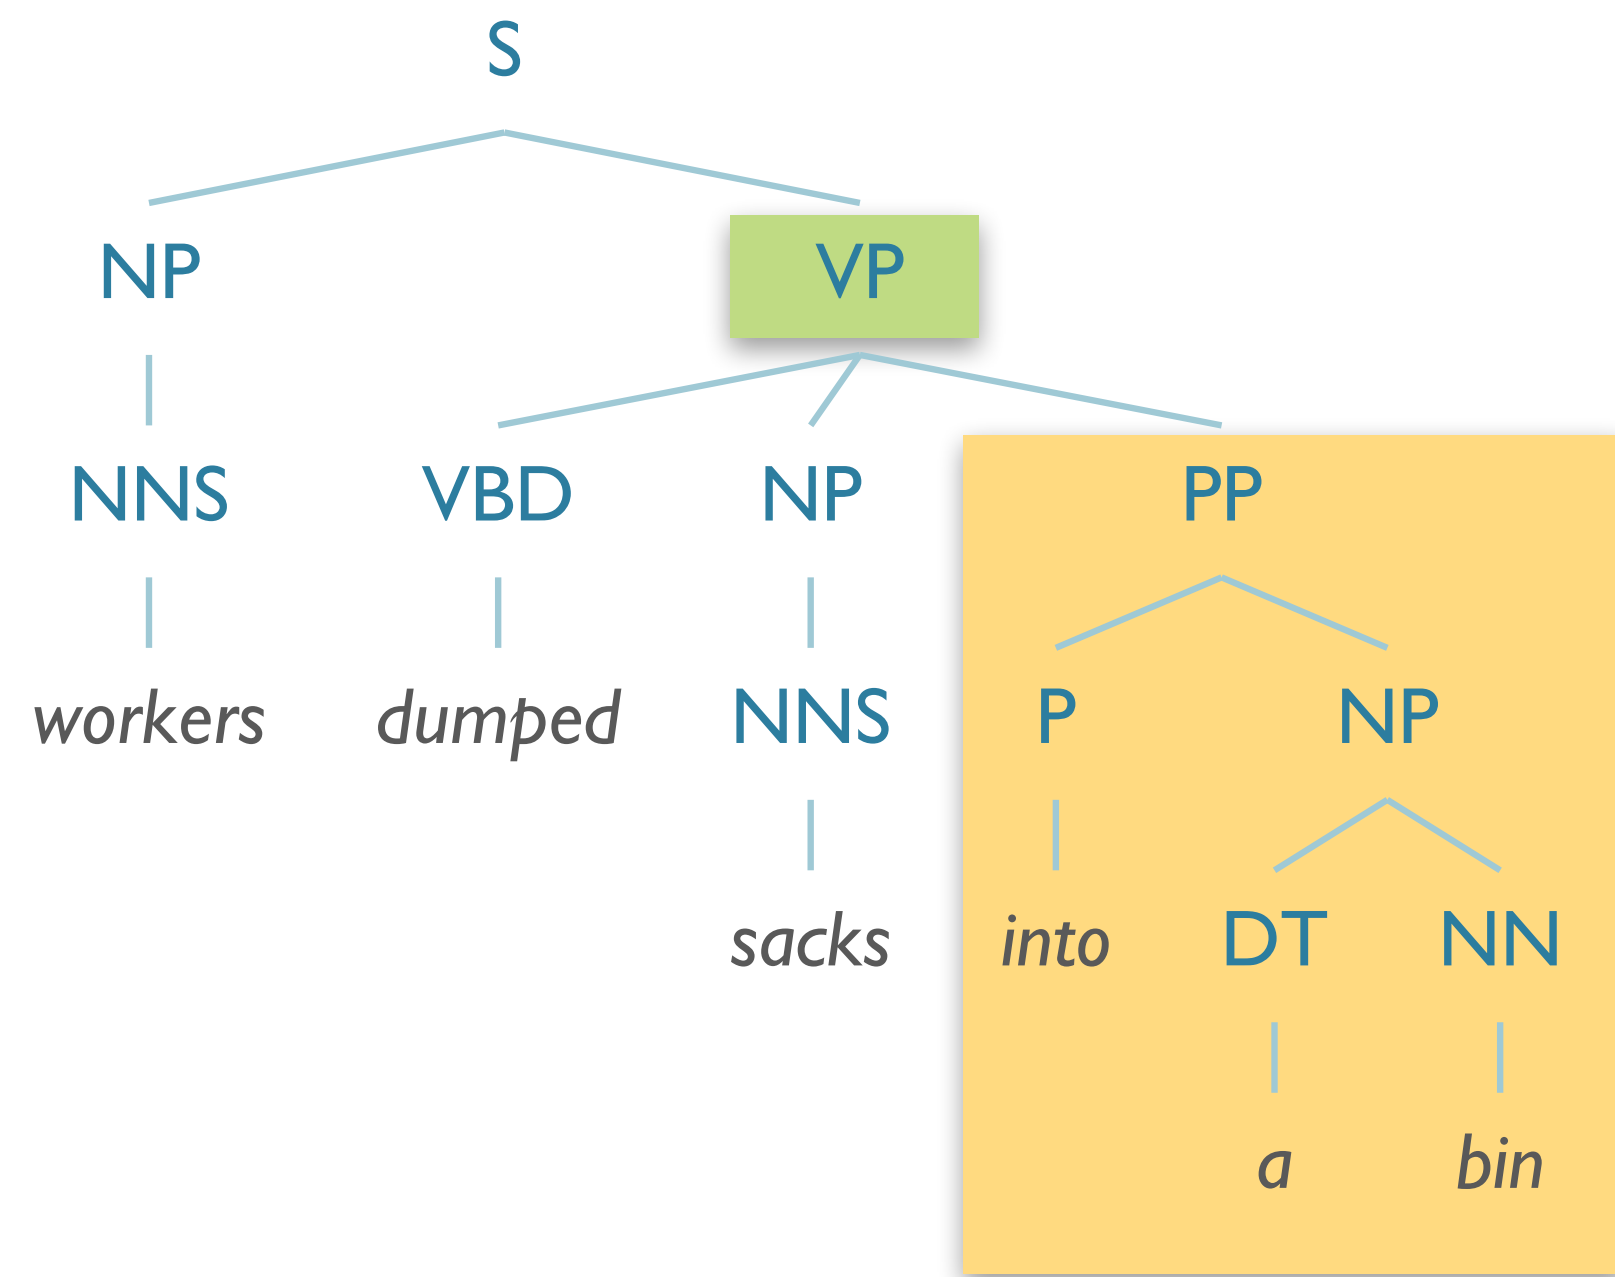 S
NP VP
NNS VBD NP PP
workers dumped NNS P NP
sacks into DT NN
a bin